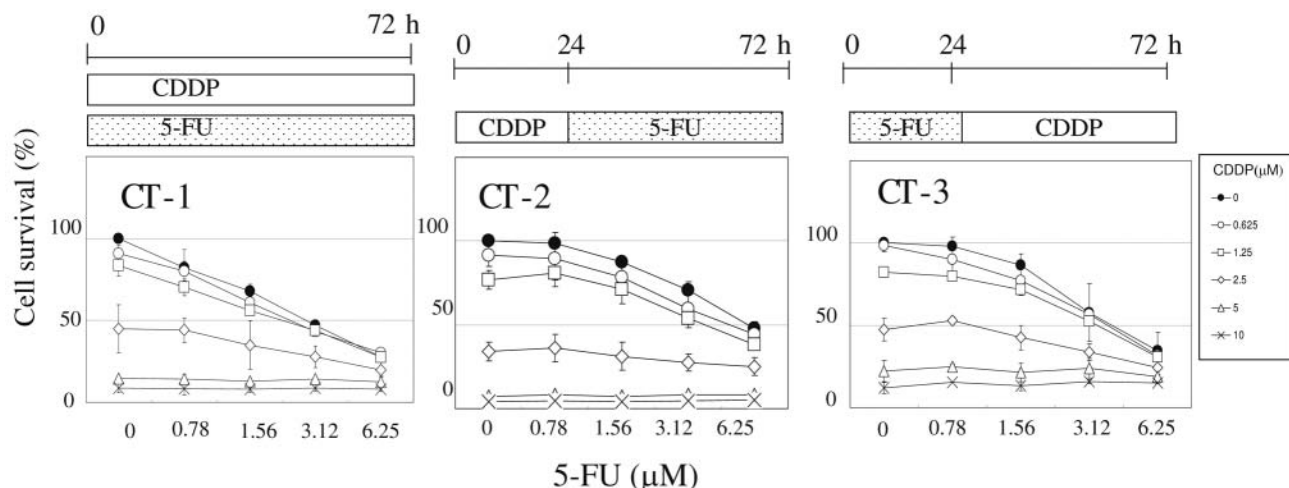 0 72 h
CDDP
5-FU
0 24 72 h
CDDP 5-FU
0 24 72 h
5-FU CDDP
Cell survival (%)
CT-1
100
50
0
0 0.78 1.56 3.12 6.25
CT-2
100
50
0
0 0.78 1.56 3.12 6.25
CT-3
100
50
0
0 0.78 1.56 3.12 6.25
5-FU (μM)
CDDP(μM)
0
0.625
1.25
2.5
5
10